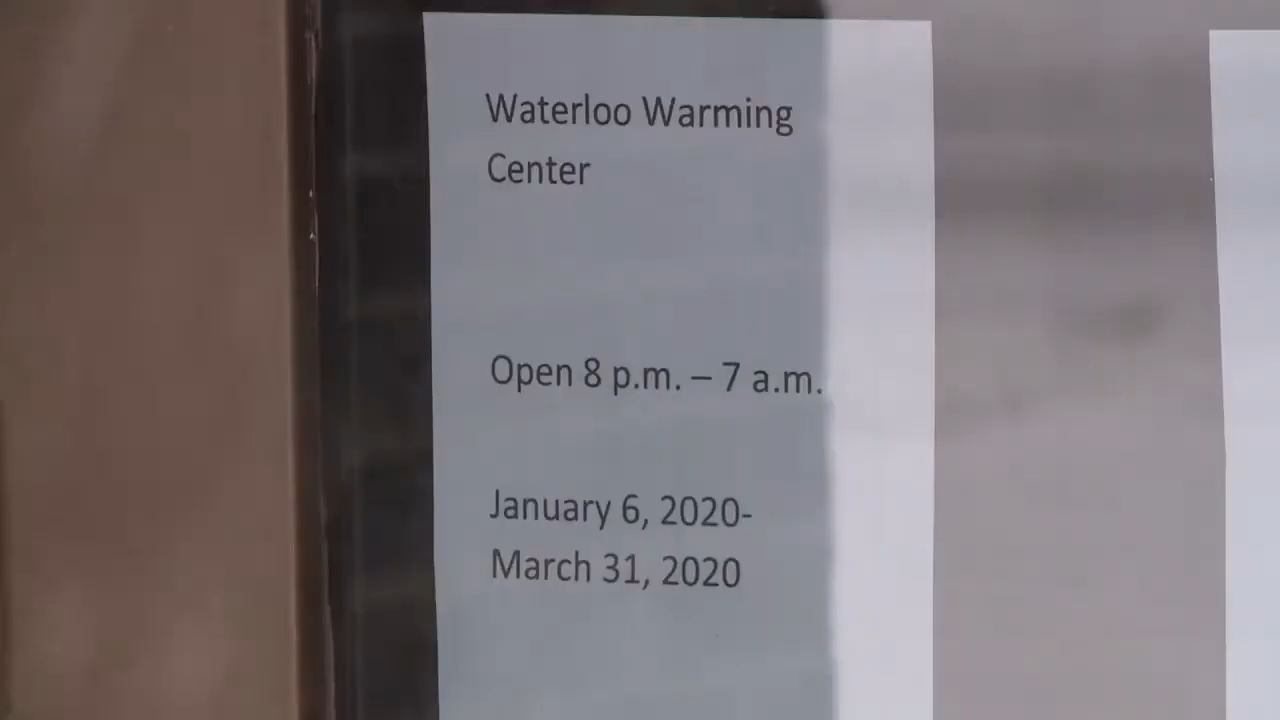 Waterloo Warming
Center
Open 8 p.m. – 7 a.m.
January 6, 2020-
March 31, 2020